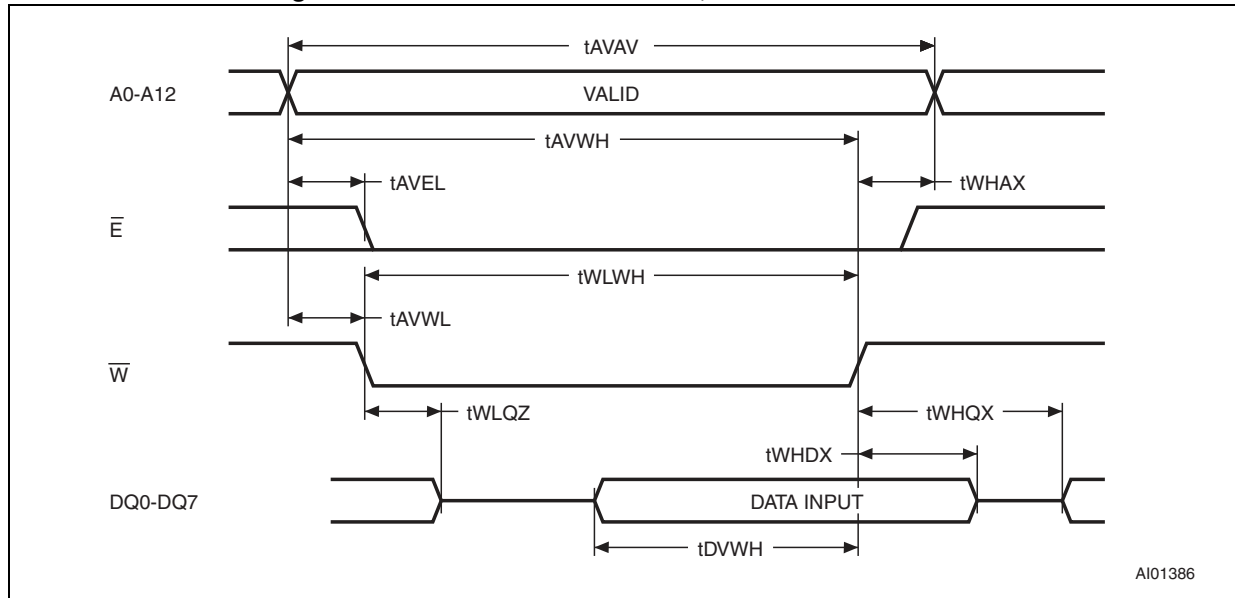 tAVAV
A0-A12
VALID
tAVWH
tAVEL
tWHAX
E̅
tWLWH
tAVWL
W̅
tWLQZ
tWHQX
tWHDX
DQ0-DQ7
DATA INPUT
tDVWH
AI01386